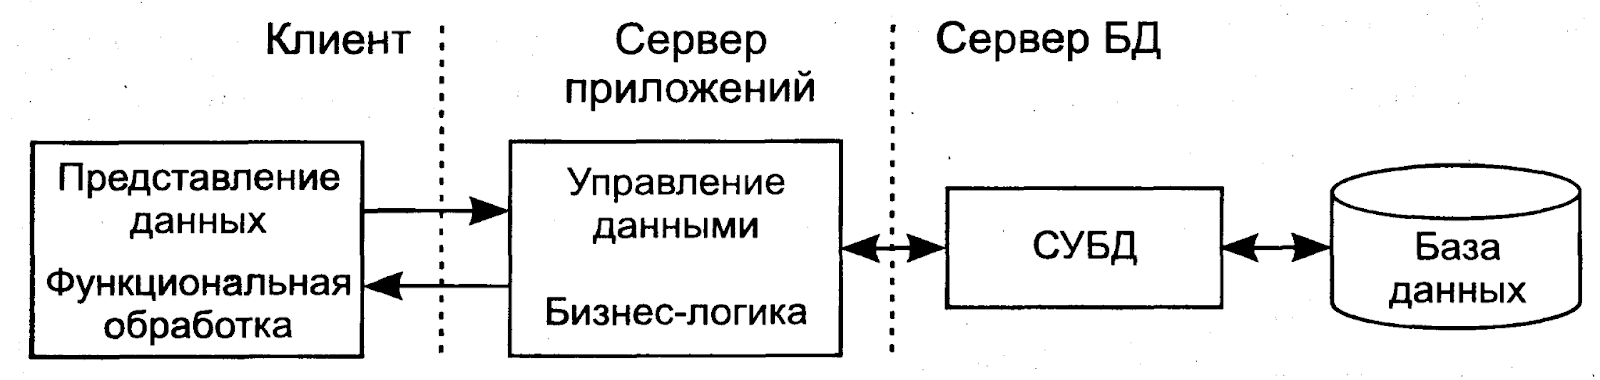 Клиент
Сервер
приложений
Сервер БД
Представление
данных
Функциональная
обработка
Управление
данными
Бизнес-логика
СУБД
База
данных